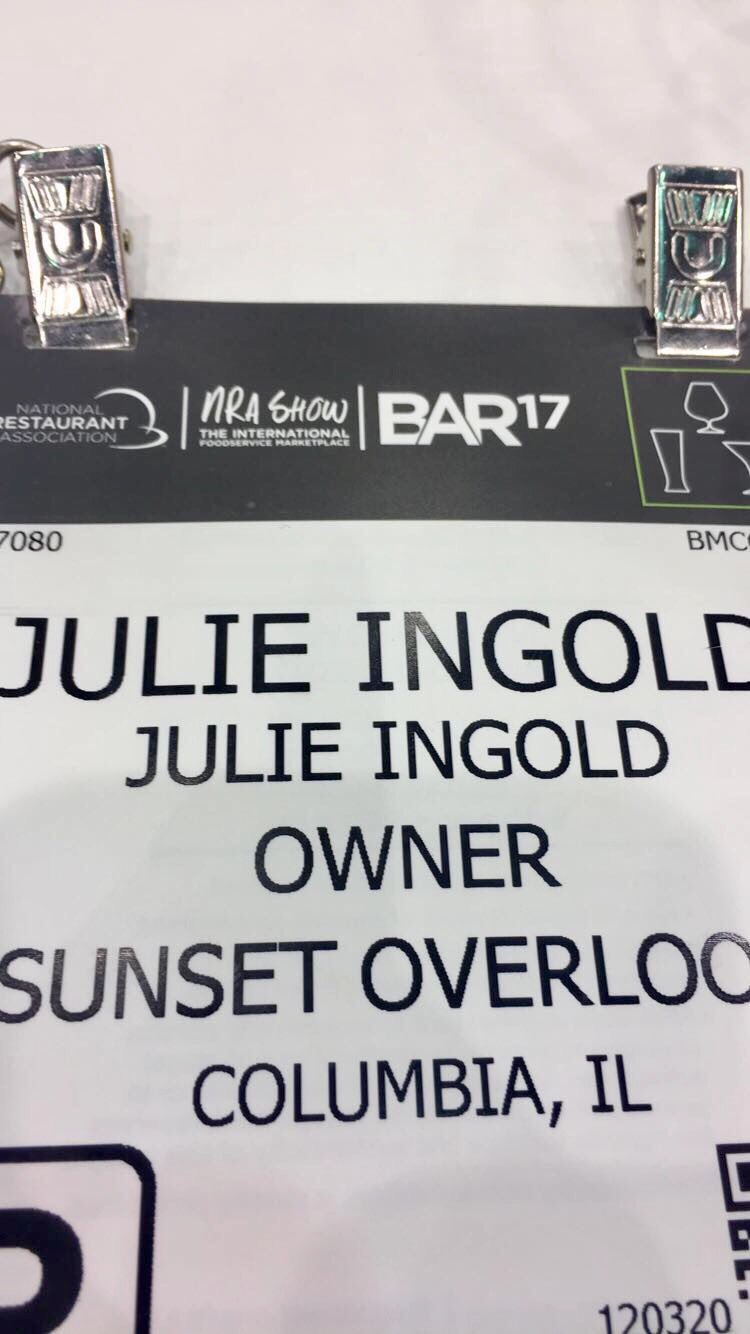 NATIONAL
RESTAURANT
ASSOCIATION
NRA SHOW
THE INTERNATIONAL
FOODSERVICE MARKETPLACE
BAR17
7080
BMC
JULIE INGOLD
JULIE INGOLD
OWNER
SUNSET OVERLOO
COLUMBIA, IL
P
120320